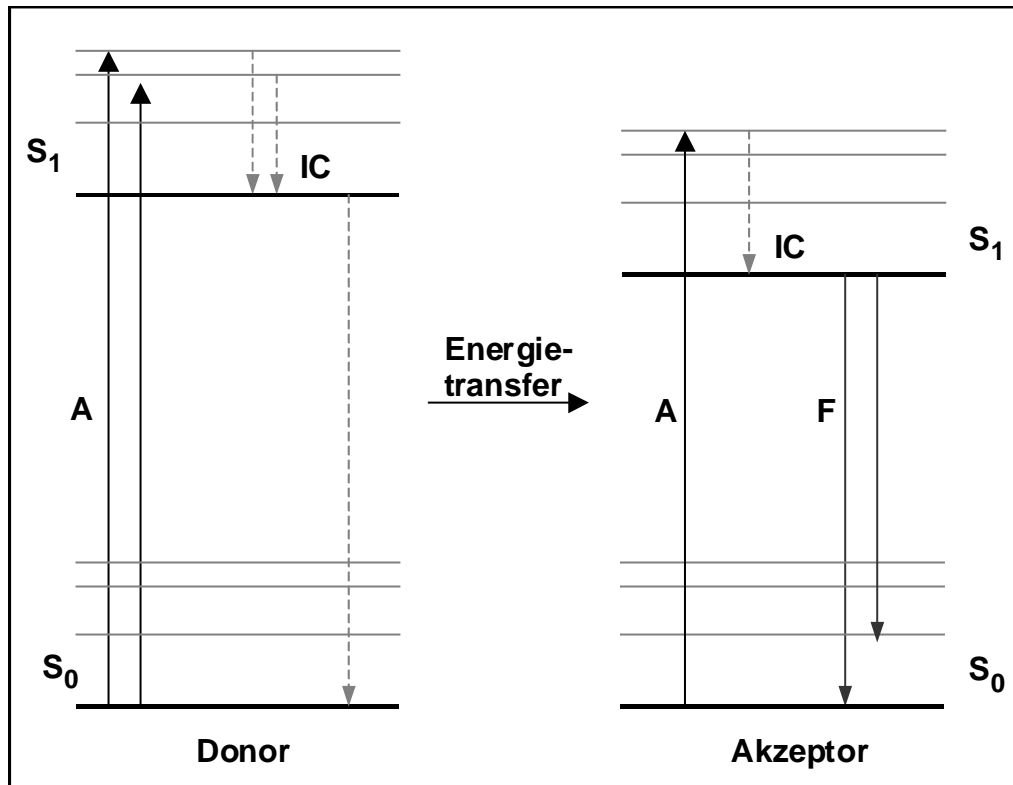 S1
IC
A
S0
Donor
Energie-
transfer
IC
S1
A
F
S0
Akzeptor